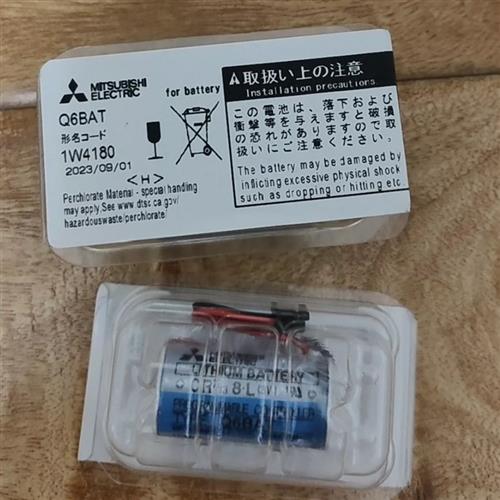 MITSUBISHI
ELECTRIC
for battery
Q6BAT
形名コード
1W4180
2023/09/01
<H>
Perchlorate Material - special handling
may apply. See www.dtsc.ca.gov/
hazardouswaste/perchlorate/
取扱い上の注意
Installation precautions
この電池は、落下および
衝撃等を与えますと破損
の恐れがありますので取
扱いにご注意ください。
The battery may be damaged by
inflicting excessive physical shock
such as dropping or hitting etc.
LITHIUM BATTERY
PROGRAMMABLE CONTROLLER
Q6BAT